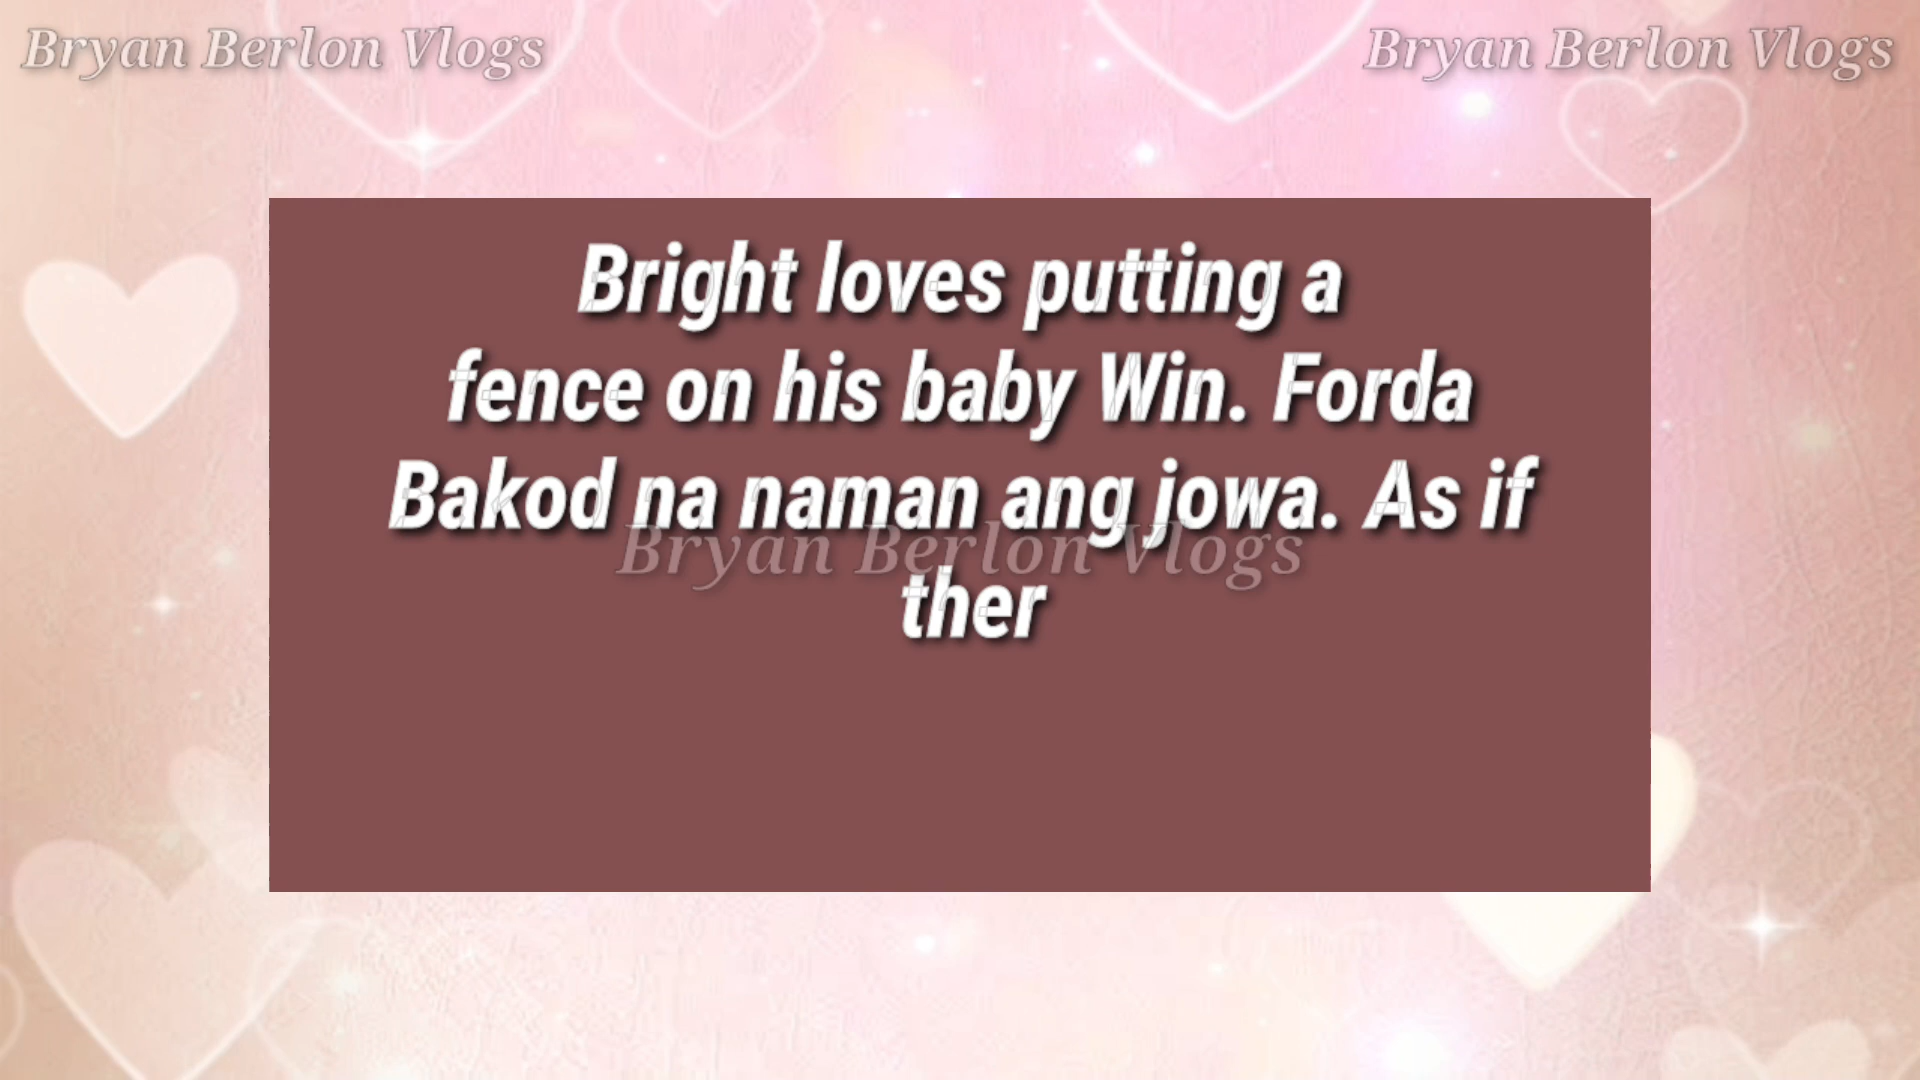 Bryan Berlon Vlogs
Bryan Berlon Vlogs
Bright loves putting a
fence on his baby Win. Forda
Bakod na naman ang jowa. As if
Bryan Berlon Vlogs
ther